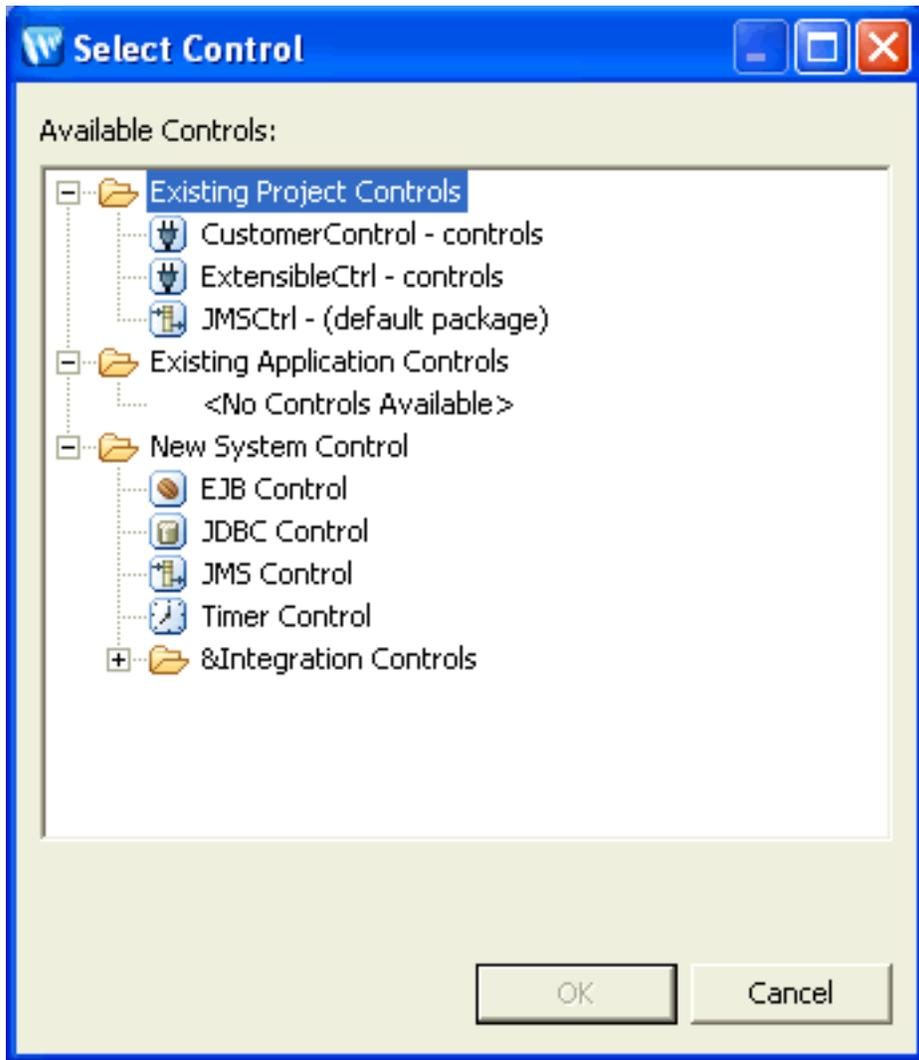 Select Control
Available Controls:
Existing Project Controls
CustomerControl - controls
ExtensibleCtrl - controls
JMSCtrl - (default package)
Existing Application Controls
<No Controls Available>
New System Control
EJB Control
JDBC Control
JMS Control
Timer Control
&Integration Controls
OK Cancel